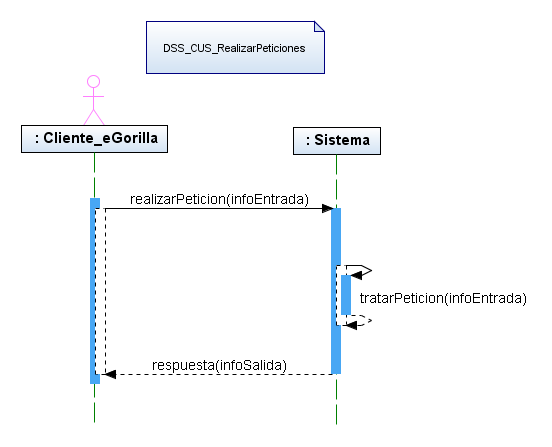 DSS_CUS_RealizarPeticiones
: Cliente_eGorilla
: Sistema
realizarPeticion(infoEntrada)
tratarPeticion(infoEntrada)
respuesta(infoSalida)